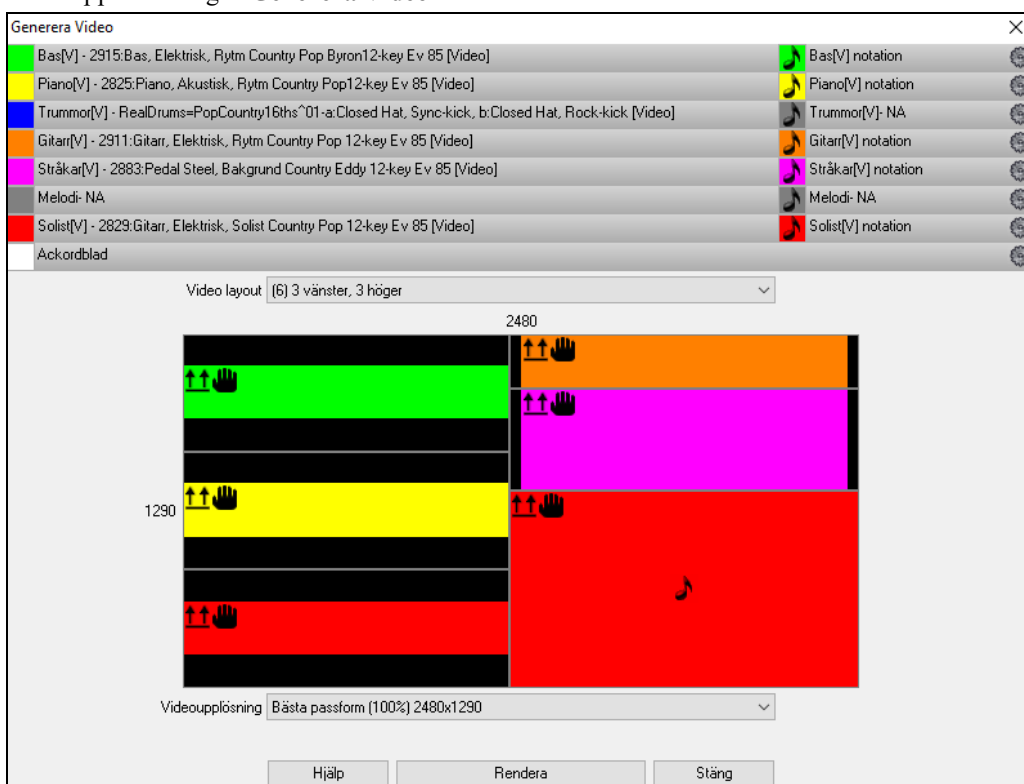 Generera Video
Bas[V] - 2915:Bas, Elektrisk, Rytm Country Pop Byron12-key Ev 85 [Video] Bas[V] notation
Piano[V] - 2825:Piano, Akustisk, Rytm Country Pop12-key Ev 85 [Video] Piano[V] notation
Trummor[V] - RealDrums=PopCountry16ths^01-a:Closed Hat, Sync-kick, b:Closed Hat, Rock-kick [Video] Trummor[V]- NA
Gitarr[V] - 2911:Gitarr, Elektrisk, Rytm Country Pop 12-key Ev 85 [Video] Gitarr[V] notation
Stråkar[V] - 2883:Pedal Steel, Bakgrund Country Eddy 12-key Ev 85 [Video] Stråkar[V] notation
Melodi- NA Melodi- NA
Solist[V] - 2829:Gitarr, Elektrisk, Solist Country Pop 12-key Ev 85 [Video] Solist[V] notation
Ackordblad
Video layout (6) 3 vänster, 3 höger
2480
1290
Videoupplösning Bästa passform (100%) 2480x1290
Hjälp Rendera Stäng